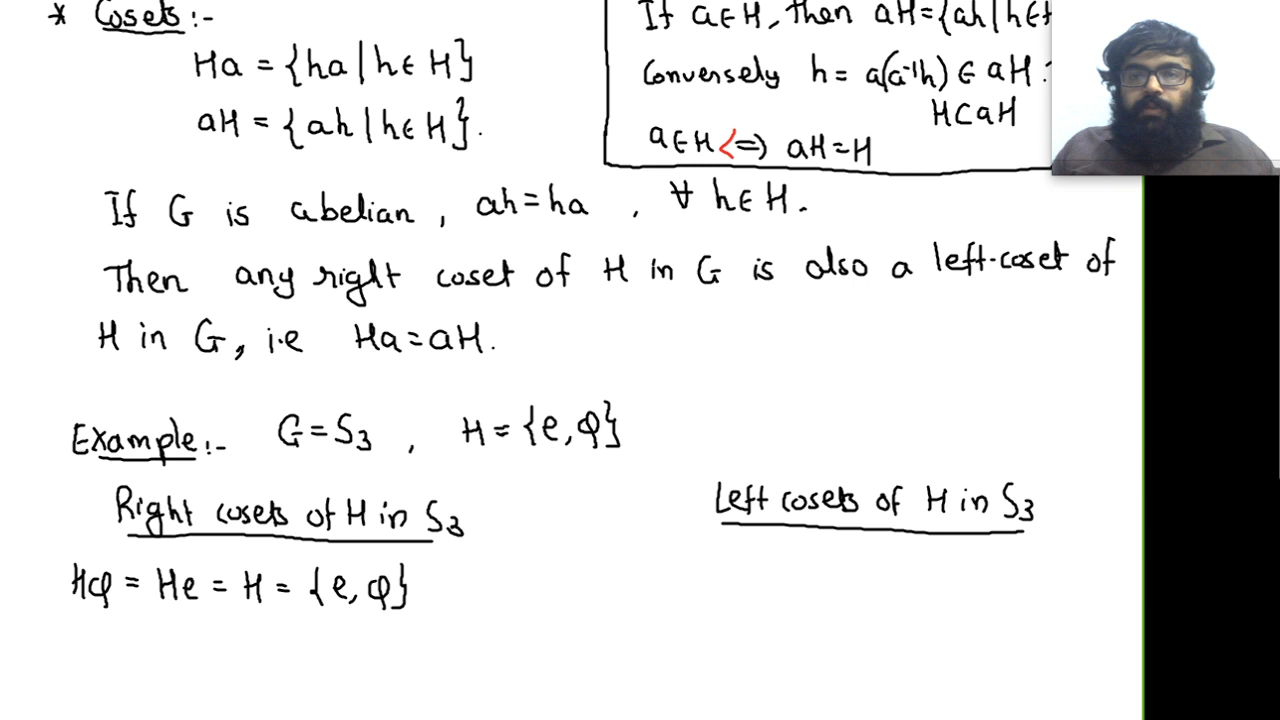 * Cosets :-
Ha = {ha | h ∈ H}
aH = {ah | h ∈ H}.
If a ∈ H, then aH = {ah | h ∈ H
Conversely h = a(a⁻¹h) ∈ aH ∴
H ⊂ aH
a ∈ H <=> aH = H
If G is abelian, ah = ha , ∀ h ∈ H.
Then any right coset of H in G is also a left-coset of
H in G, i.e Ha = aH.
Example :- G = S₃ , H = {e, φ}
Right cosets of H in S₃
Hφ = He = H = {e, φ}
Left cosets of H in S₃